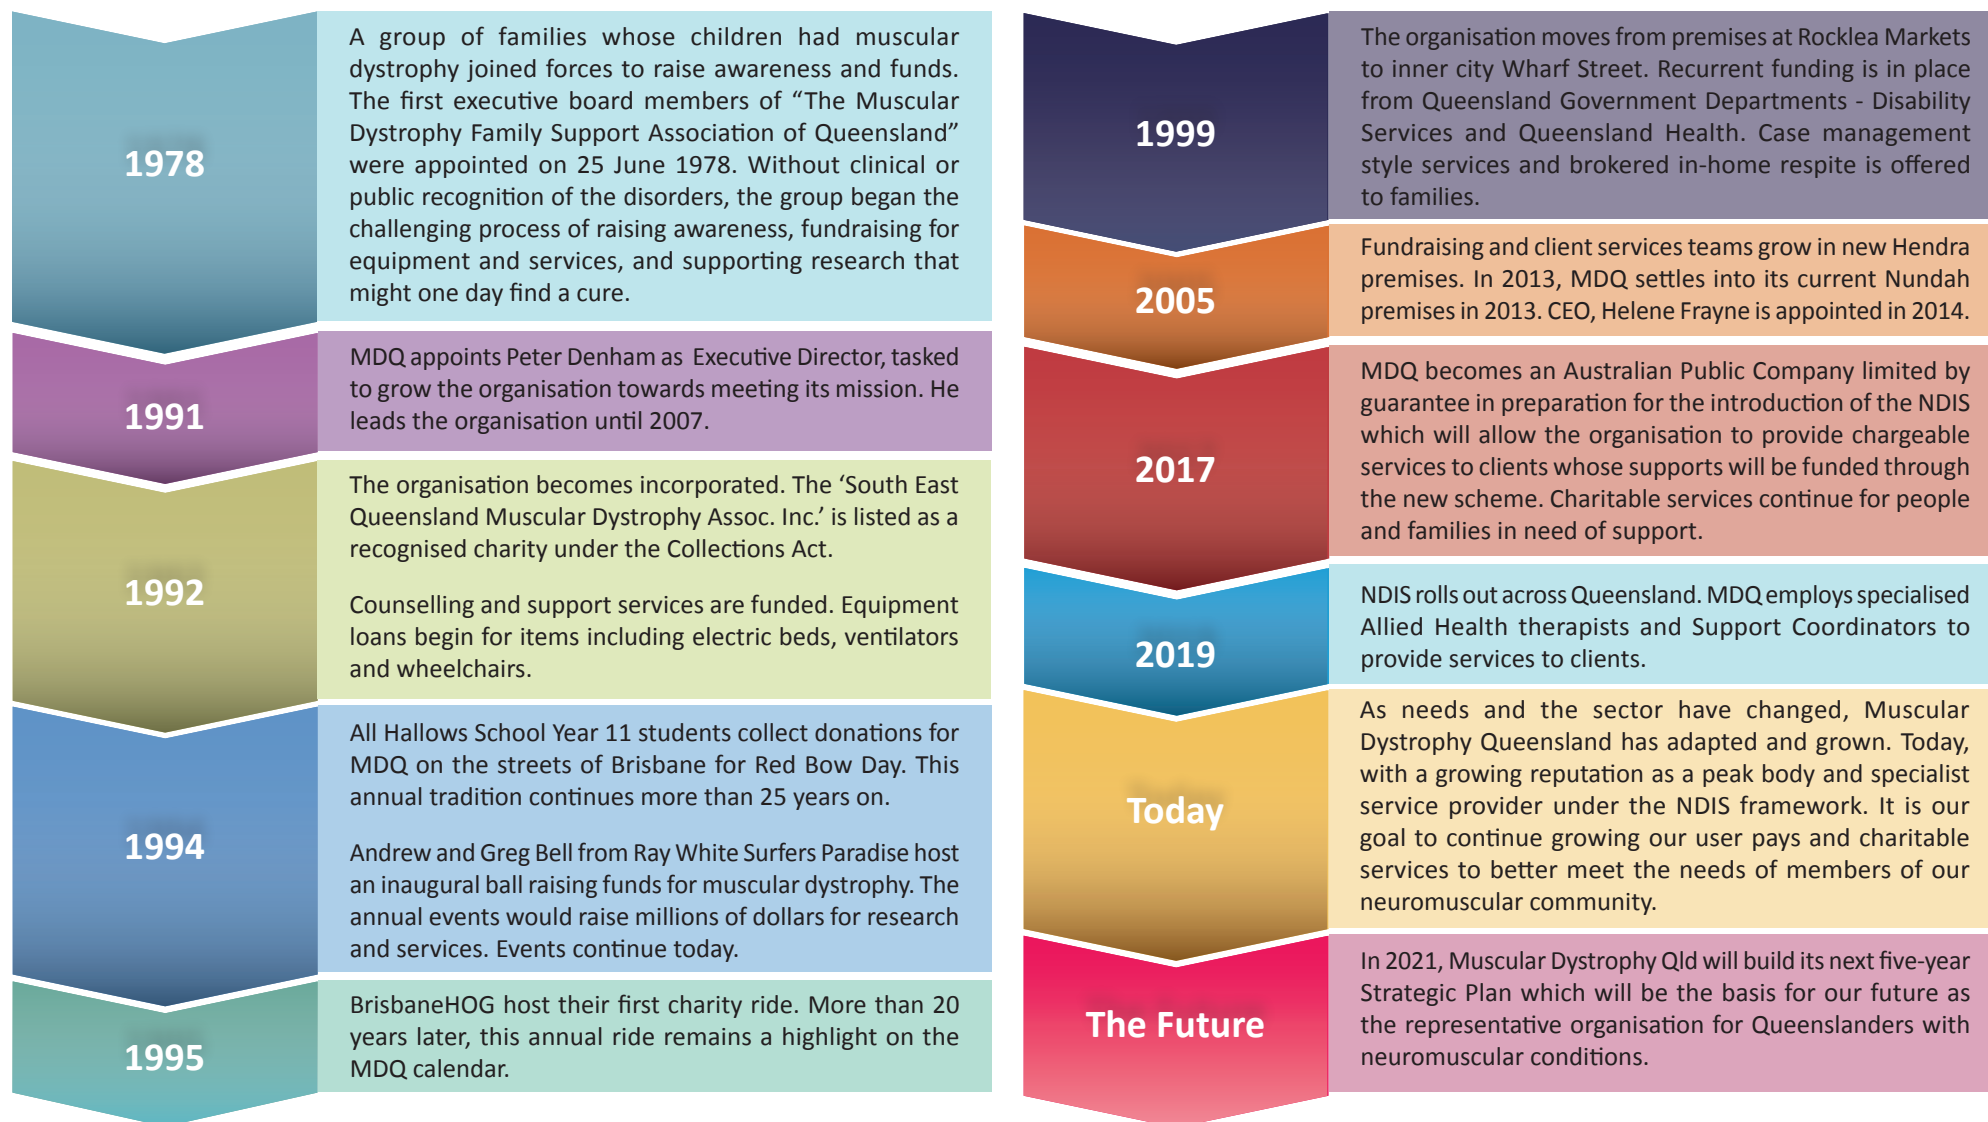 1978
A group of families whose children had muscular
dystrophy joined forces to raise awareness and funds.
The first executive board members of “The Muscular
Dystrophy Family Support Association of Queensland”
were appointed on 25 June 1978. Without clinical or
public recognition of the disorders, the group began the
challenging process of raising awareness, fundraising for
equipment and services, and supporting research that
might one day find a cure.
1991
MDQ appoints Peter Denham as Executive Director, tasked
to grow the organisation towards meeting its mission. He
leads the organisation until 2007.
1992
The organisation becomes incorporated. The ‘South East
Queensland Muscular Dystrophy Assoc. Inc.’ is listed as a
recognised charity under the Collections Act.
Counselling and support services are funded. Equipment
loans begin for items including electric beds, ventilators
and wheelchairs.
1994
All Hallows School Year 11 students collect donations for
MDQ on the streets of Brisbane for Red Bow Day. This
annual tradition continues more than 25 years on.
Andrew and Greg Bell from Ray White Surfers Paradise host
an inaugural ball raising funds for muscular dystrophy. The
annual events would raise millions of dollars for research
and services. Events continue today.
1995
BrisbaneHOG host their first charity ride. More than 20
years later, this annual ride remains a highlight on the
MDQ calendar.
1999
The organisation moves from premises at Rocklea Markets
to inner city Wharf Street. Recurrent funding is in place
from Queensland Government Departments - Disability
Services and Queensland Health. Case management
style services and brokered in-home respite is offered
to families.
2005
Fundraising and client services teams grow in new Hendra
premises. In 2013, MDQ settles into its current Nundah
premises in 2013. CEO, Helene Frayne is appointed in 2014.
2017
MDQ becomes an Australian Public Company limited by
guarantee in preparation for the introduction of the NDIS
which will allow the organisation to provide chargeable
services to clients whose supports will be funded through
the new scheme. Charitable services continue for people
and families in need of support.
2019
NDIS rolls out across Queensland. MDQ employs specialised
Allied Health therapists and Support Coordinators to
provide services to clients.
Today
As needs and the sector have changed, Muscular
Dystrophy Queensland has adapted and grown. Today,
with a growing reputation as a peak body and specialist
service provider under the NDIS framework. It is our
goal to continue growing our user pays and charitable
services to better meet the needs of members of our
neuromuscular community.
The Future
In 2021, Muscular Dystrophy Qld will build its next five-year
Strategic Plan which will be the basis for our future as
the representative organisation for Queenslanders with
neuromuscular conditions.